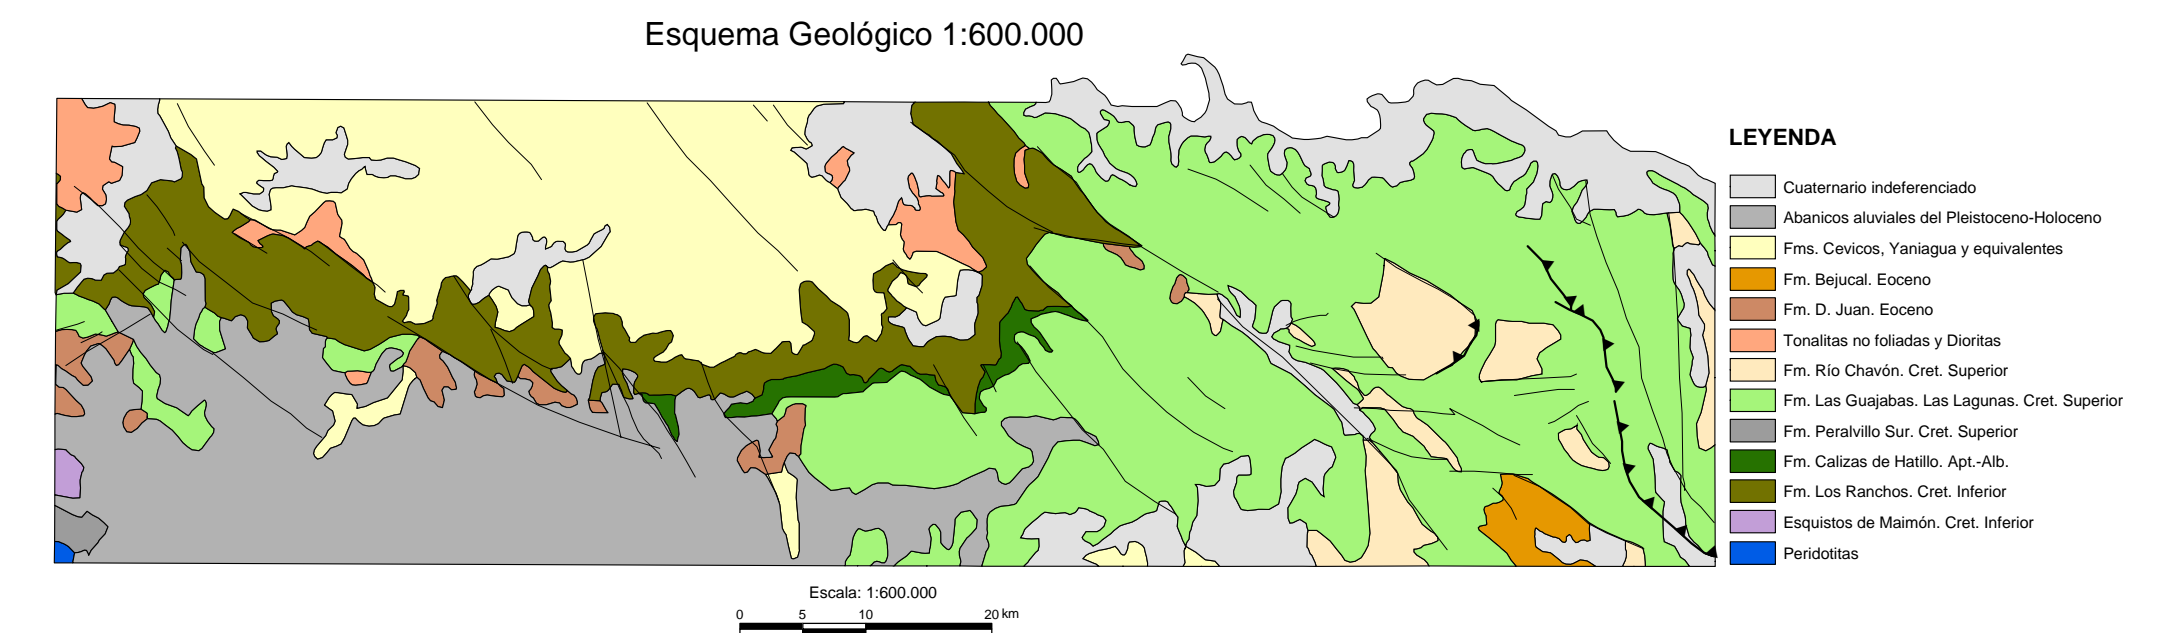 Esquema Geológico 1:600.000
LEYENDA
Cuaternario indeferenciado
Abanicos aluviales del Pleistoceno-Holoceno
Fms. Cevicos, Yaniagua y equivalentes
Fm. Bejucal. Eoceno
Fm. D. Juan. Eoceno
Tonalitas no foliadas y Dioritas
Fm. Río Chavón. Cret. Superior
Fm. Las Guajabas. Las Lagunas. Cret. Superior
Fm. Peralvillo Sur. Cret. Superior
Fm. Calizas de Hatillo. Apt.-Alb.
Fm. Los Ranchos. Cret. Inferior
Esquistos de Maimón. Cret. Inferior
Peridotitas
Escala: 1:600.000
0 5 10 20 km